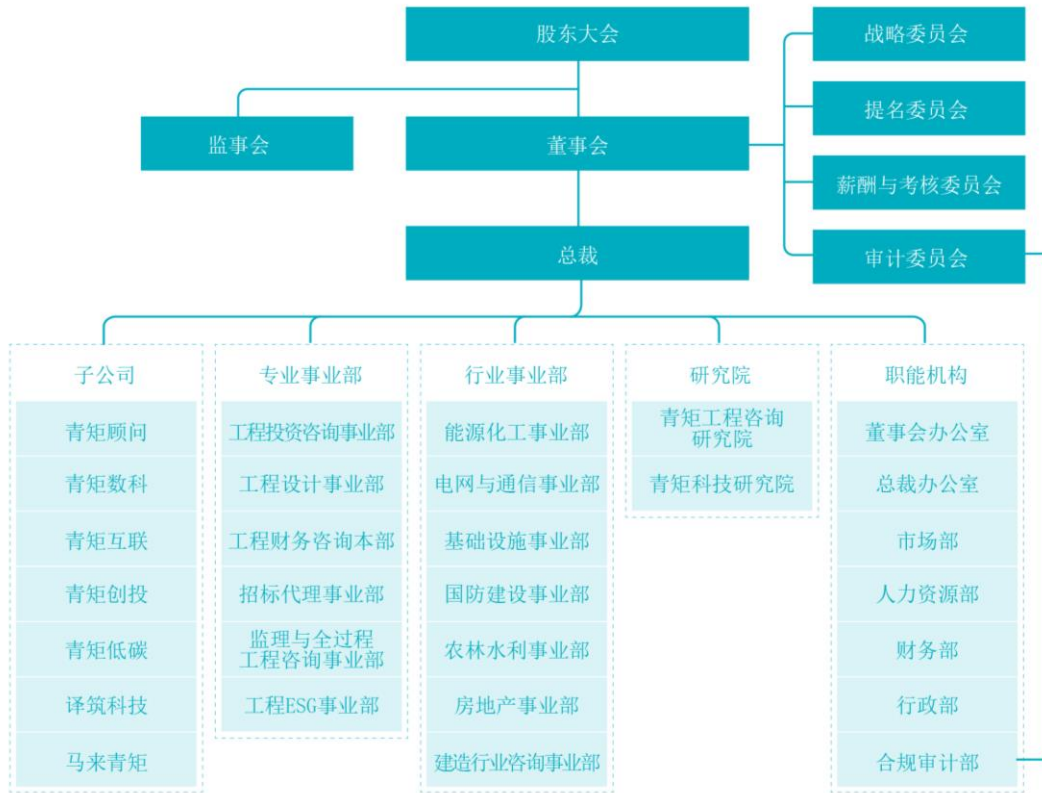 股东大会
战略委员会
提名委员会
监事会
董事会
薪酬与考核委员会
总裁
审计委员会
子公司
青矩顾问
青矩数科
青矩互联
青矩创投
青矩低碳
译筑科技
马来青矩
专业事业部
工程投资咨询事业部
工程设计事业部
工程财务咨询本部
招标代理事业部
监理与全过程
工程咨询事业部
工程ESG事业部
行业事业部
能源化工事业部
电网与通信事业部
基础设施事业部
国防建设事业部
农林水利事业部
房地产事业部
建造行业咨询事业部
研究院
青矩工程咨询
研究院
青矩科技研究院
职能机构
董事会办公室
总裁办公室
市场部
人力资源部
财务部
行政部
合规审计部